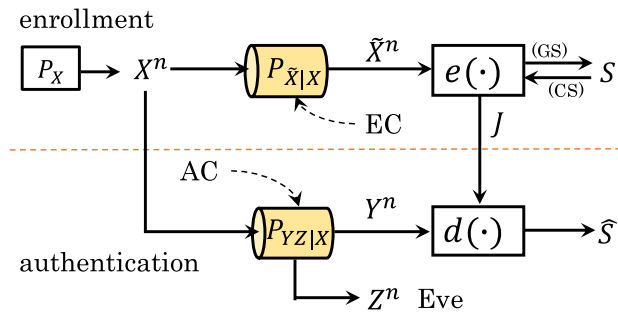 enrollment
P_X
X^n
P_{X̃|X}
X̃^n
e(·)
(GS)
(CS)
S
EC
J
AC
P_{YZ|X}
Y^n
d(·)
Ŝ
authentication
Z^n Eve